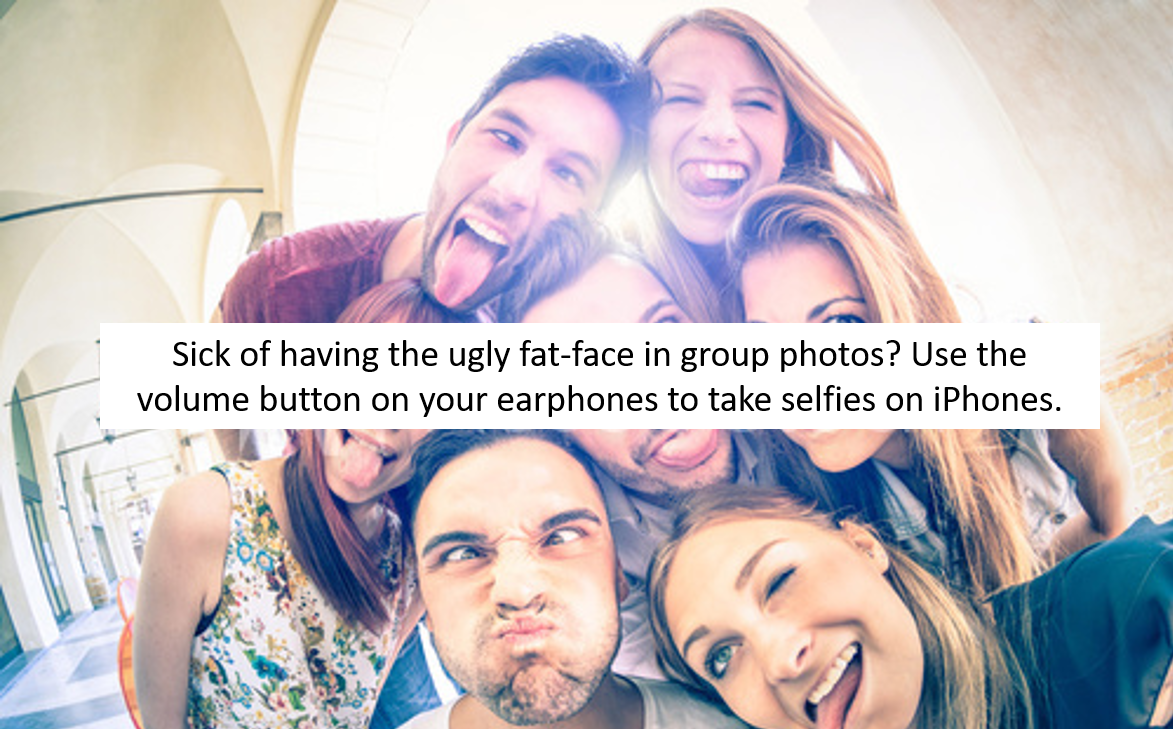 Sick of having the ugly fat-face in group photos? Use the
volume button on your earphones to take selfies on iPhones.